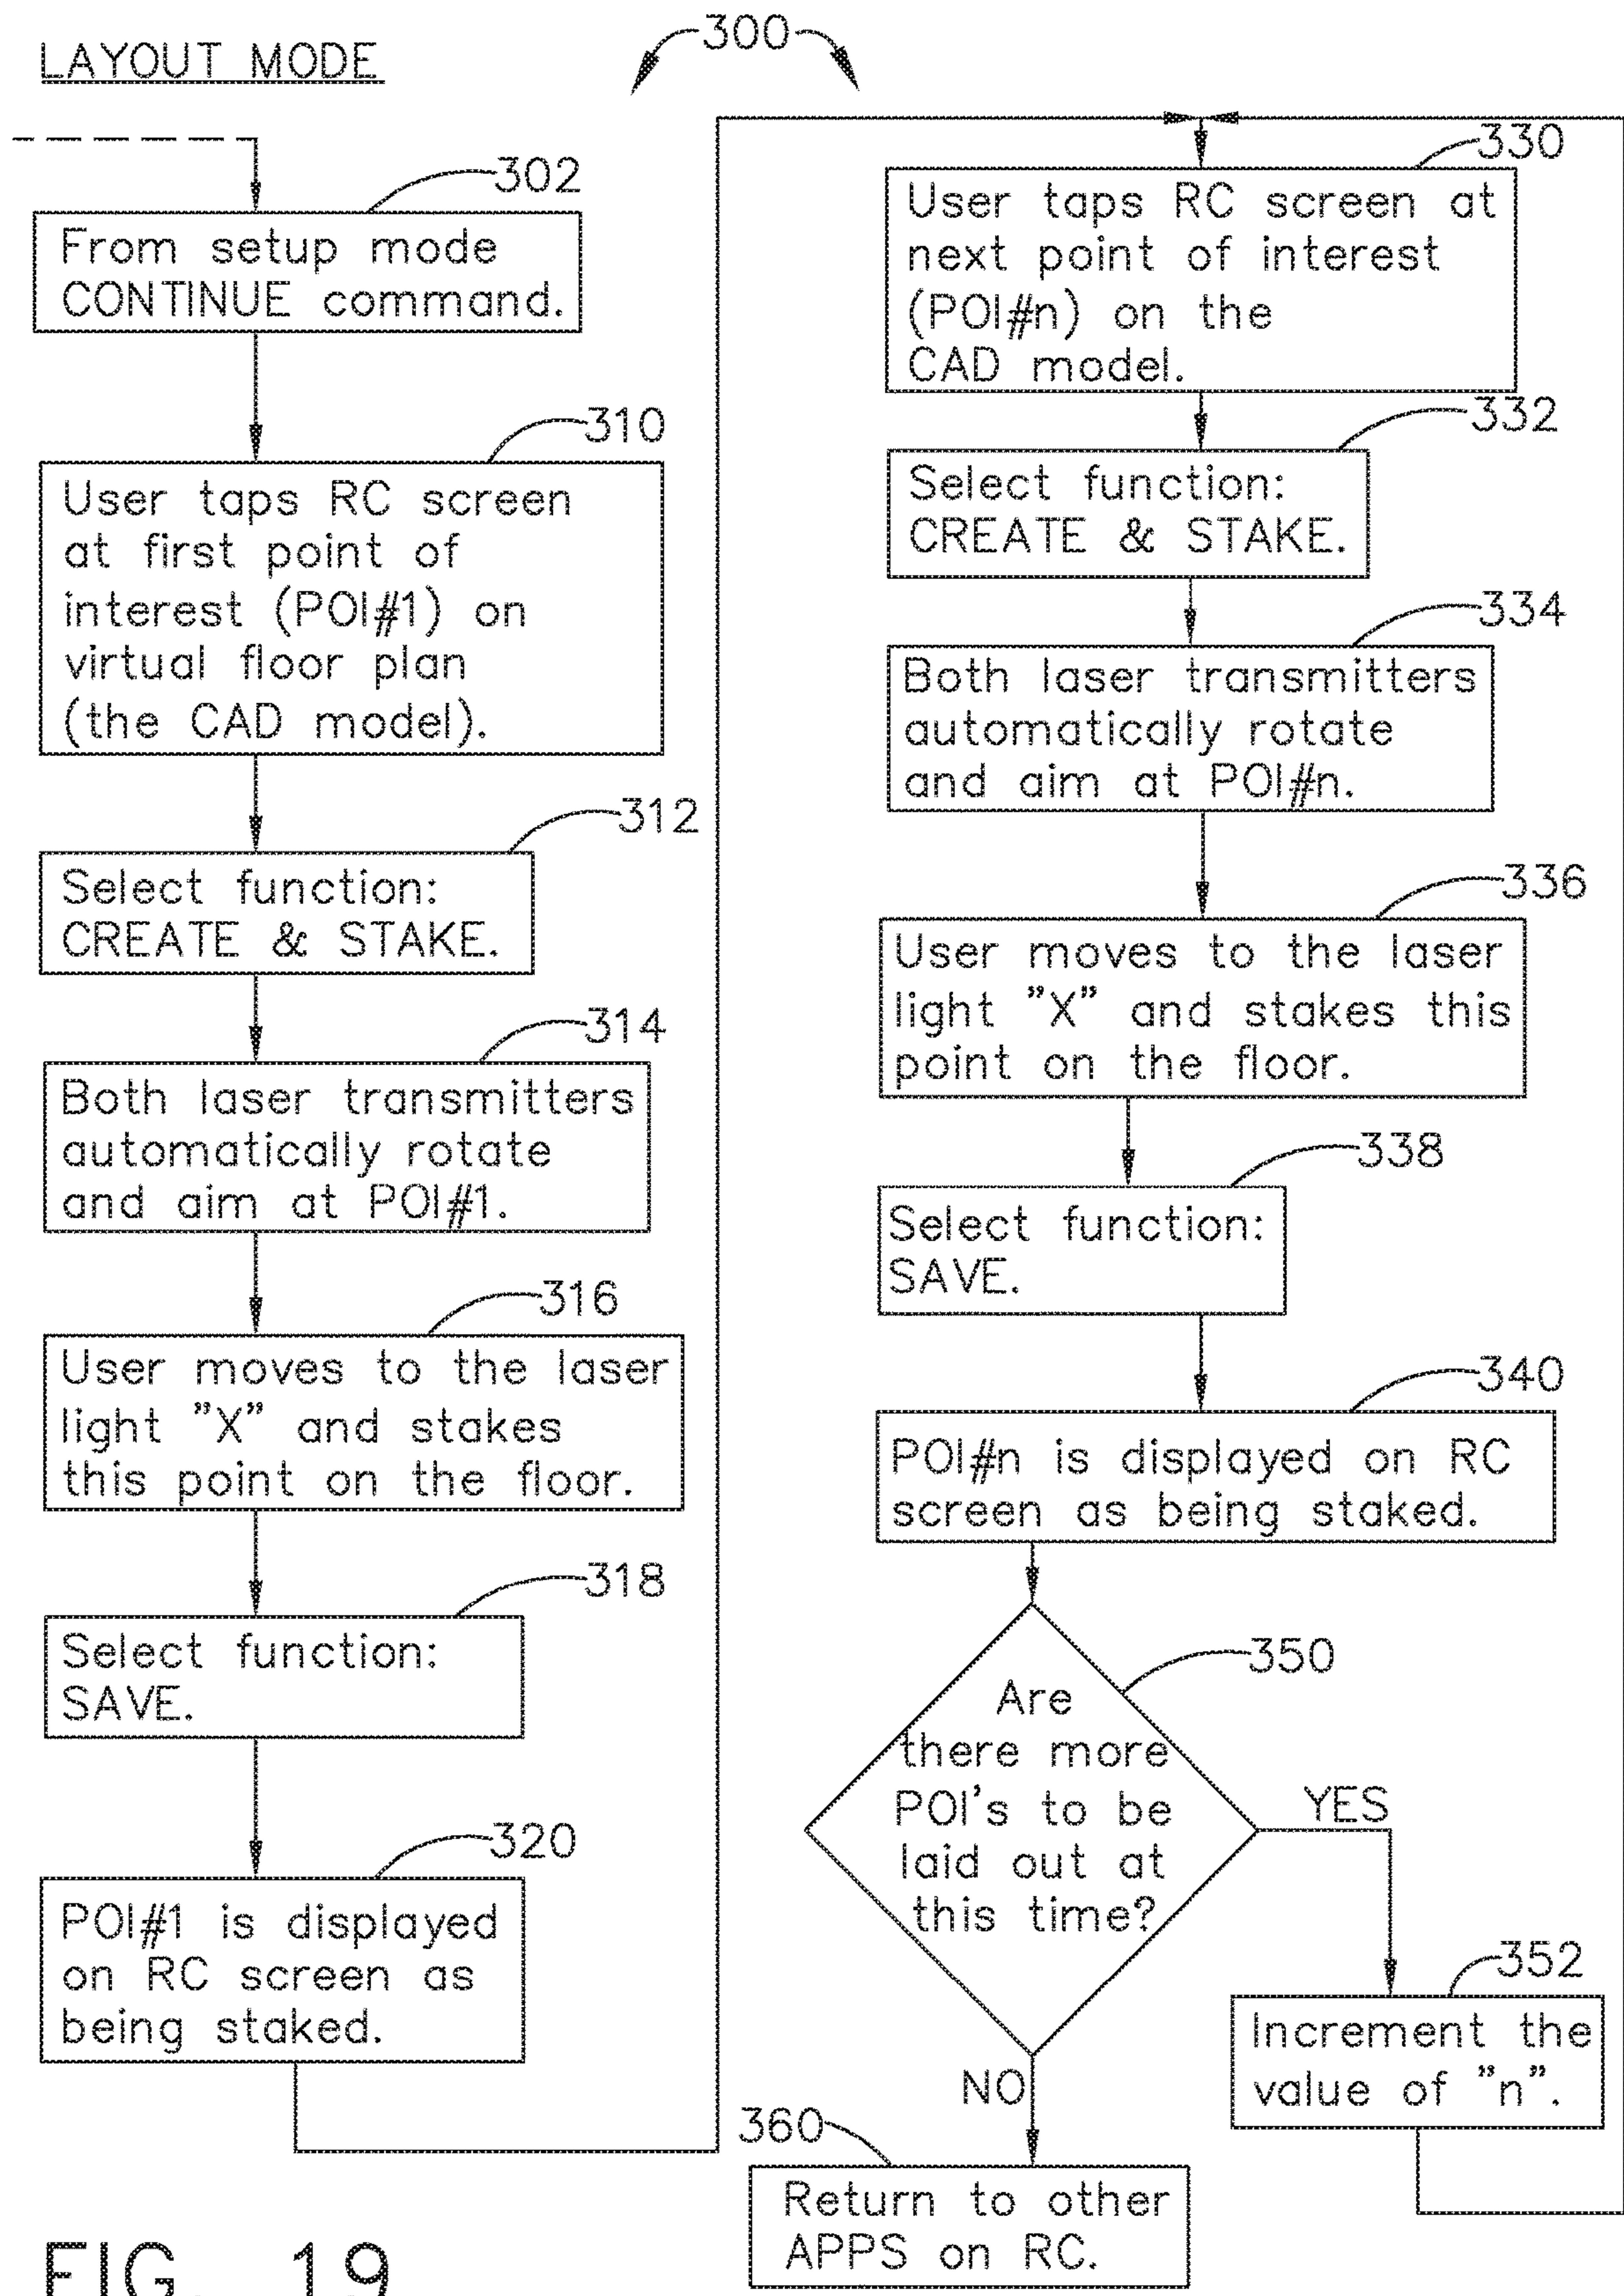 LAYOUT MODE
300
302
From setup mode
CONTINUE command.
310
User taps RC screen
at first point of
interest (POI#1) on
virtual floor plan
(the CAD model).
312
Select function:
CREATE & STAKE.
314
Both laser transmitters
automatically rotate
and aim at POI#1.
316
User moves to the laser
light "X" and stakes
this point on the floor.
318
Select function:
SAVE.
320
POI#1 is displayed
on RC screen as
being staked.
330
User taps RC screen at
next point of interest
(POI#n) on the
CAD model.
332
Select function:
CREATE & STAKE.
334
Both laser transmitters
automatically rotate
and aim at POI#n.
336
User moves to the laser
light "X" and stakes this
point on the floor.
338
Select function:
SAVE.
340
POI#n is displayed on RC
screen as being staked.
350
Are
there more
POI's to be
laid out at
this time?
YES
352
Increment the
value of "n".
NO
360
Return to other
APPS on RC.
FIG. 19